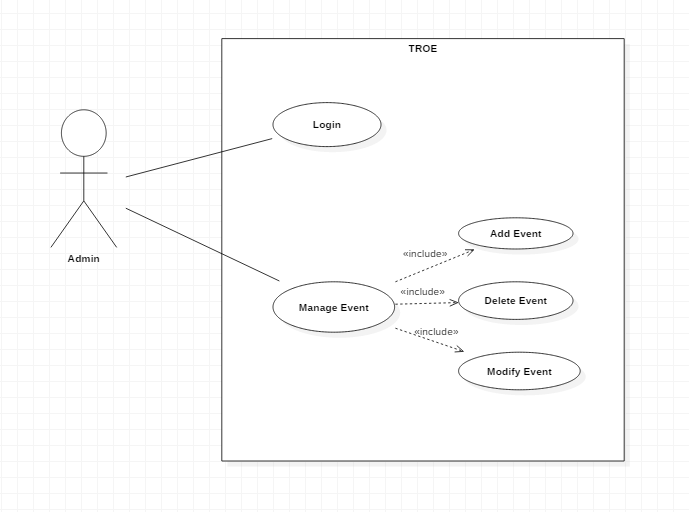 TROE
Login
Admin
Manage Event
«include»
Add Event
«include»
Delete Event
«include»
Modify Event